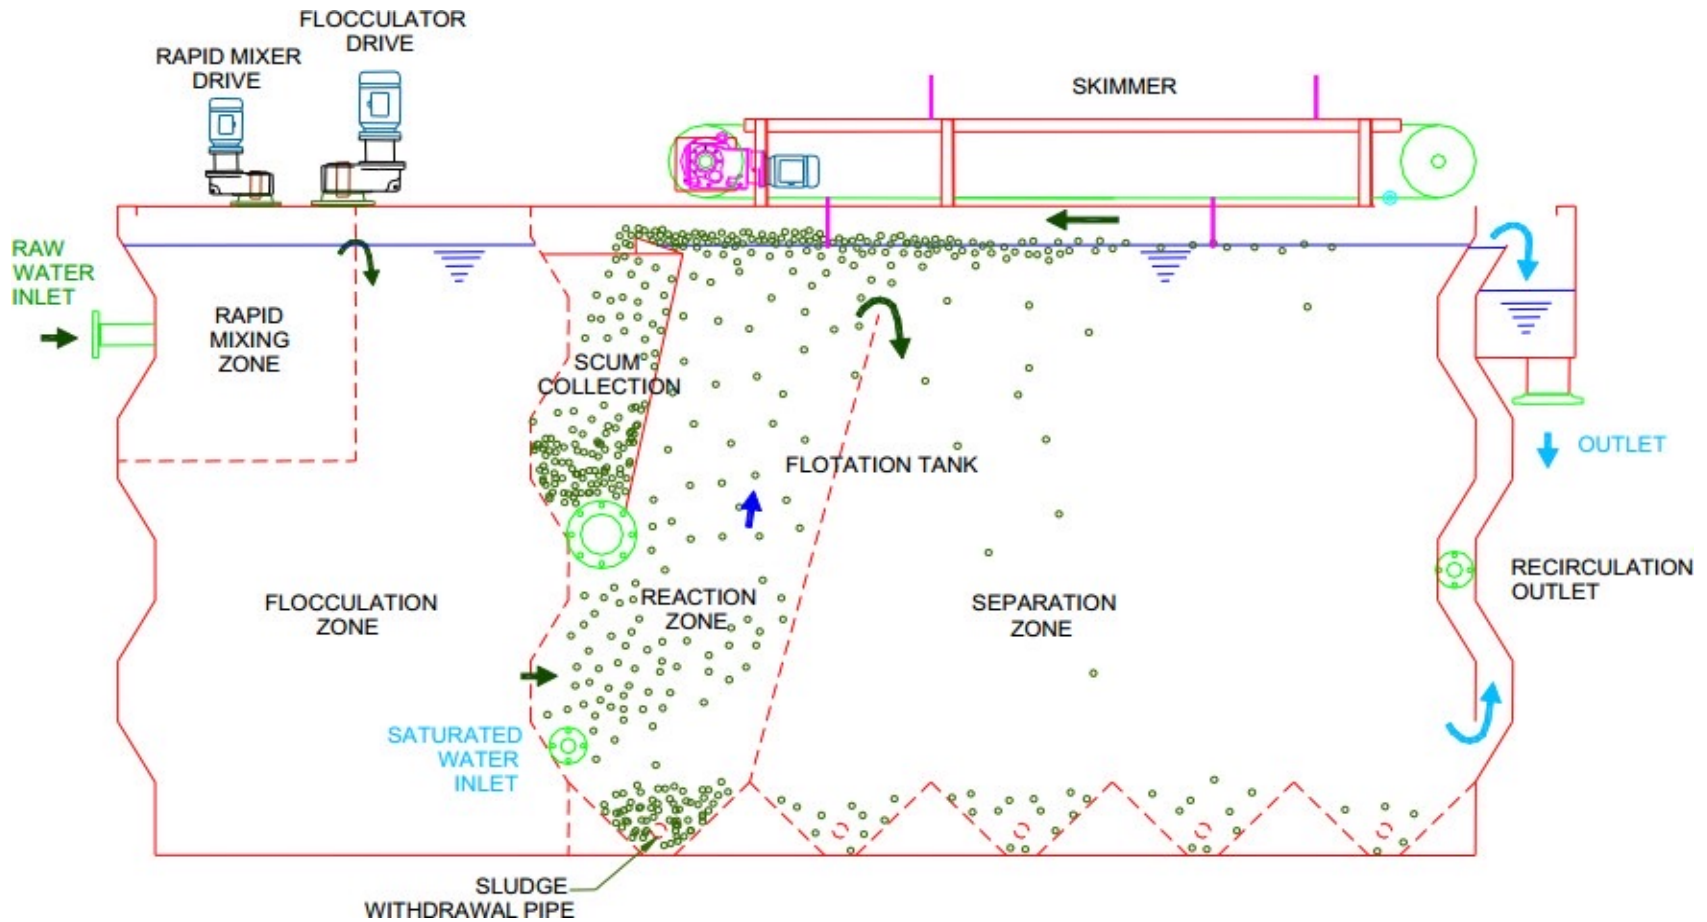 FLOCCULATOR
DRIVE
RAPID MIXER
DRIVE
SKIMMER
RAW
WATER
INLET
RAPID
MIXING
ZONE
SCUM
COLLECTION
FLOTATION TANK
OUTLET
FLOCCULATION
ZONE
REACTION
ZONE
SEPARATION
ZONE
RECIRCULATION
OUTLET
SATURATED
WATER
INLET
SLUDGE
WITHDRAWAL PIPE